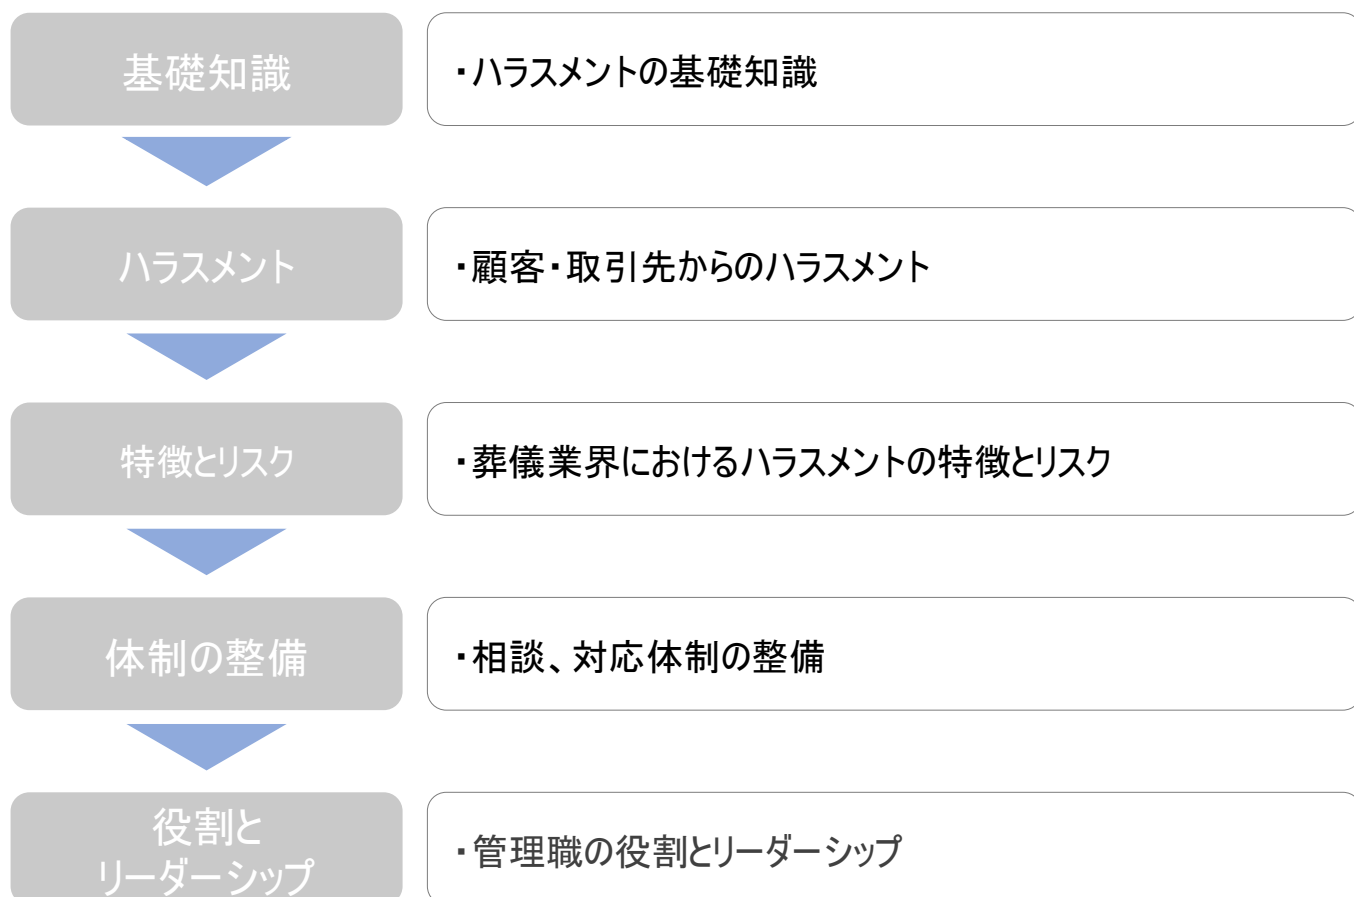 基礎知識
・ハラスメントの基礎知識
ハラスメント
・顧客・取引先からのハラスメント
特徴とリスク
・葬儀業界におけるハラスメントの特徴とリスク
体制の整備
・相談、対応体制の整備
役割と
リーダーシップ
・管理職の役割とリーダーシップ